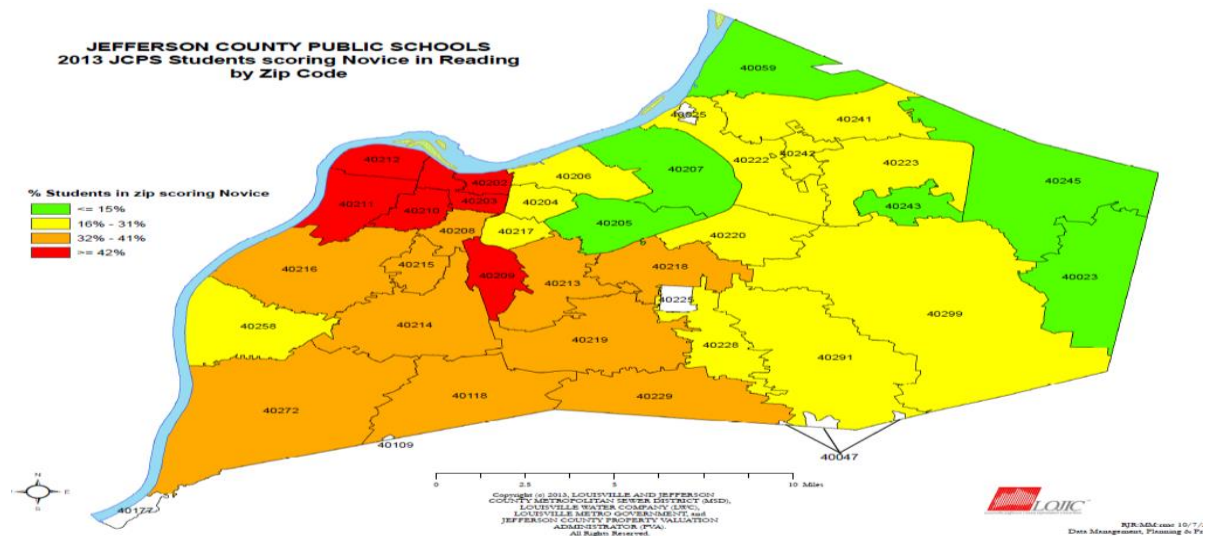 JEFFERSON COUNTY PUBLIC SCHOOLS
2013 JCPS Students scoring Novice in Reading
by Zip Code
% Students in zip scoring Novice
<= 15%
16% - 31%
32% - 41%
>= 42%
40059
40025
40241
40212
40222
40242
40223
40207
40206
40245
40202
40211
40210
40203
40204
40243
40205
40208
40217
40220
40216
40215
40209
40213
40218
40023
40225
40258
40214
40299
40219
40228
40291
40272
40118
40229
40109
40047
40177
N
E
S
0 2.5 5 10 Miles
Copyright (c) 2013, LOUISVILLE AND JEFFERSON
COUNTY METROPOLITAN SEWER DISTRICT (MSD),
LOUISVILLE WATER COMPANY (LWC),
LOUISVILLE METRO GOVERNMENT, and
JEFFERSON COUNTY PROPERTY VALUATION
ADMINISTRATOR (PVA).
All Rights Reserved.
LOJIC
Data Management, Planning &